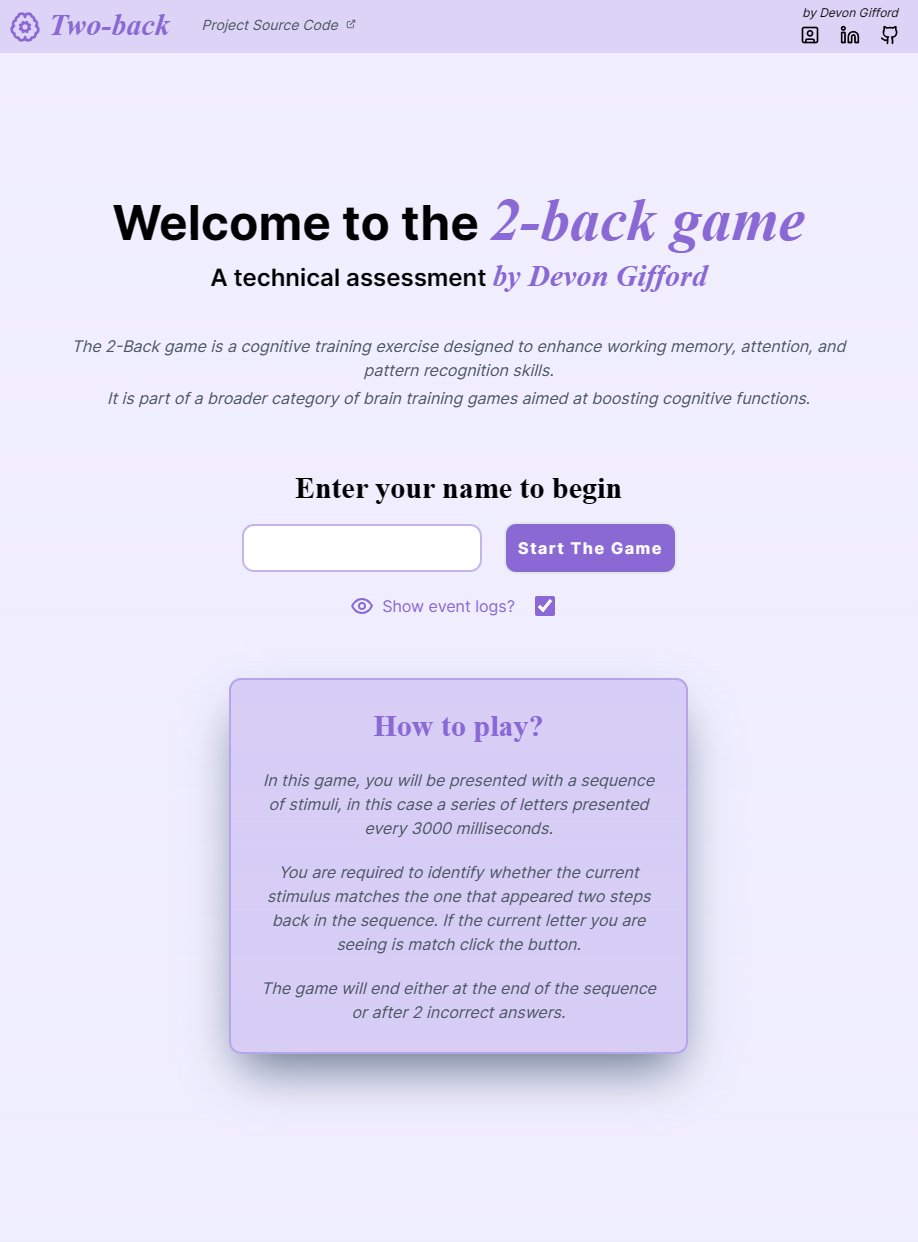 Two-back
Project Source Code
by Devon Gifford
Welcome to the 2-back game
A technical assessment by Devon Gifford
The 2-Back game is a cognitive training exercise designed to enhance working memory, attention, and
pattern recognition skills.
It is part of a broader category of brain training games aimed at boosting cognitive functions.
Enter your name to begin
Start The Game
Show event logs?
How to play?
In this game, you will be presented with a sequence
of stimuli, in this case a series of letters presented
every 3000 milliseconds.
You are required to identify whether the current
stimulus matches the one that appeared two steps
back in the sequence. If the current letter you are
seeing is match click the button.
The game will end either at the end of the sequence
or after 2 incorrect answers.